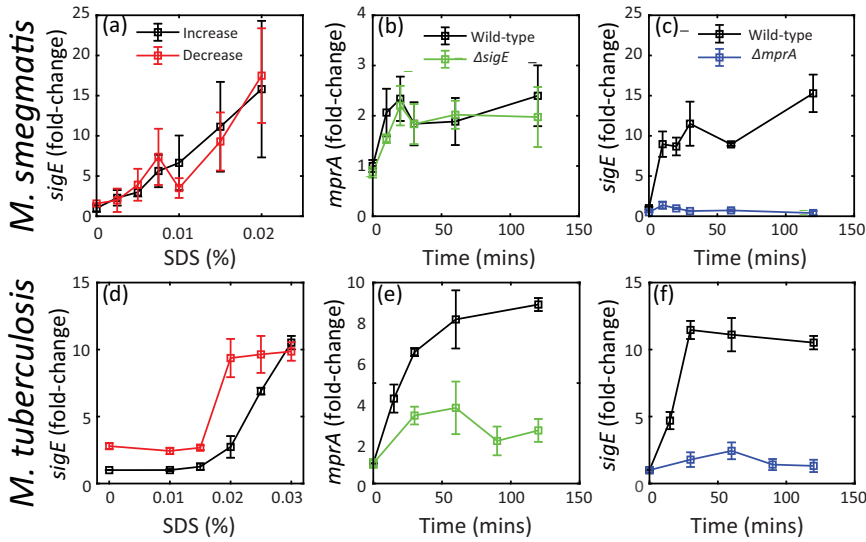 M. smegmatis
(a)
Increase
Decrease
25
20
15
10
5
0
0
0.01
0.02
sigE (fold-change)
SDS (%)
(b)
Wild-type
ΔsigE
4
3
2
1
0
0
50
100
150
mprA (fold-change)
Time (mins)
(c)
Wild-type
ΔmprA
25
20
15
10
5
0
0
50
100
150
sigE (fold-change)
Time (mins)
M. tuberculosis
(d)
15
10
5
0
0
0.01
0.02
0.03
sigE (fold-change)
SDS (%)
(e)
10
8
6
4
2
0
0
50
100
150
mprA (fold-change)
Time (mins)
(f)
15
10
5
0
0
50
100
150
sigE (fold-change)
Time (mins)